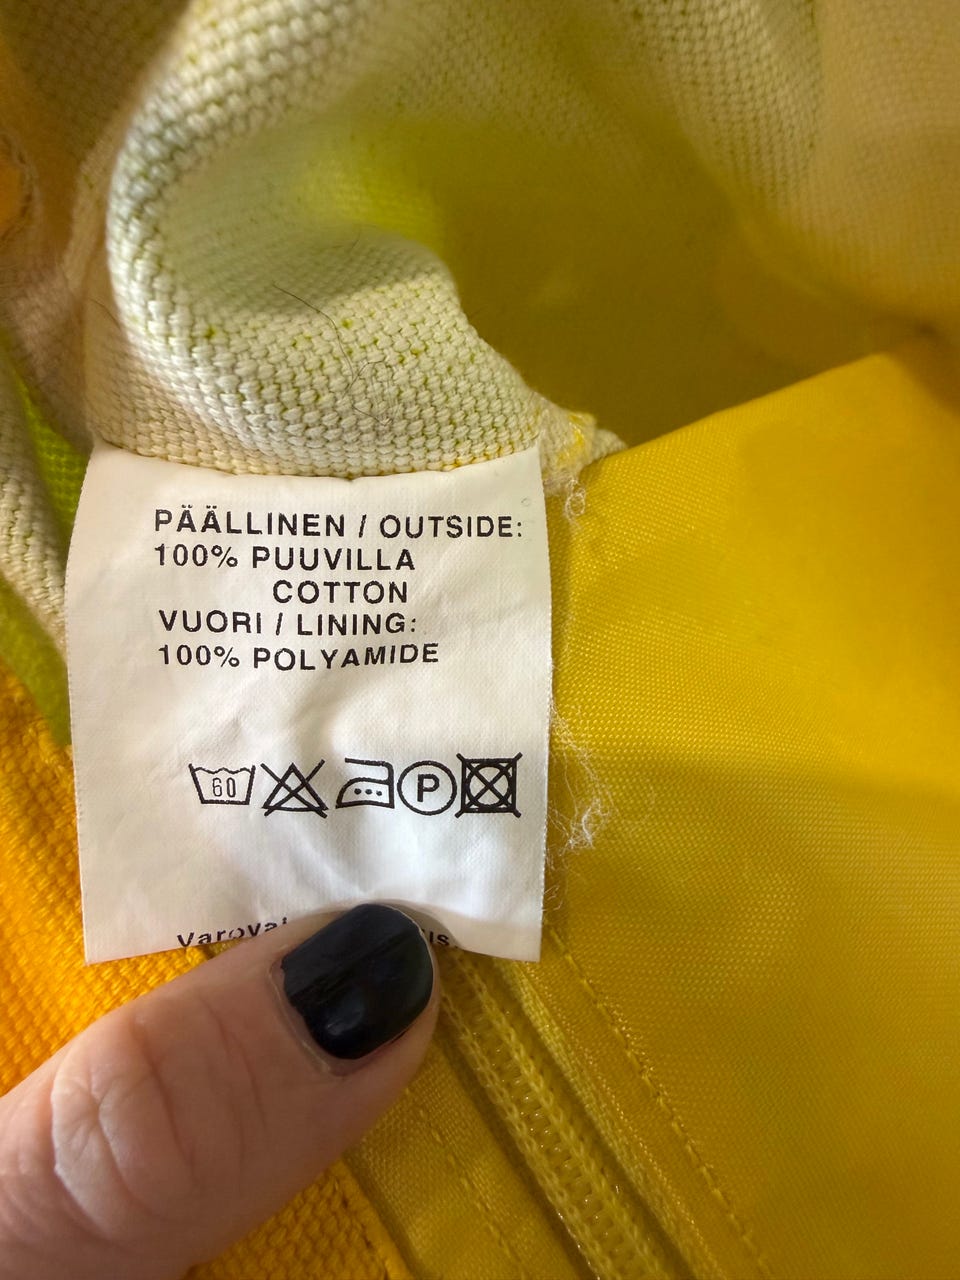 PÄÄLLINEN / OUTSIDE:
100% PUUVILLA
COTTON
VUORI / LINING:
100% POLYAMIDE
60 P